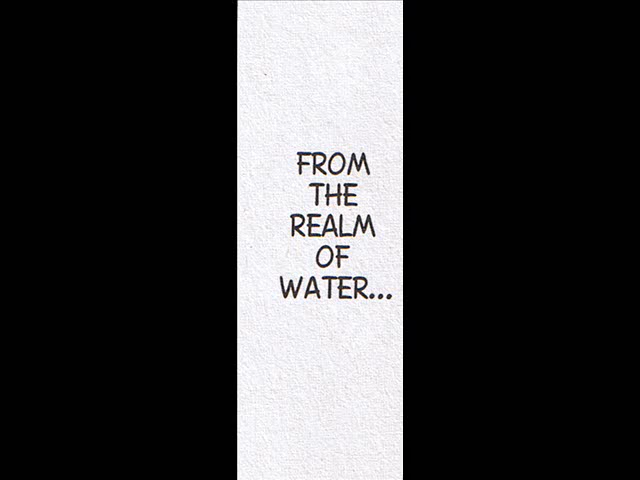 FROM
THE
REALM
OF
WATER...